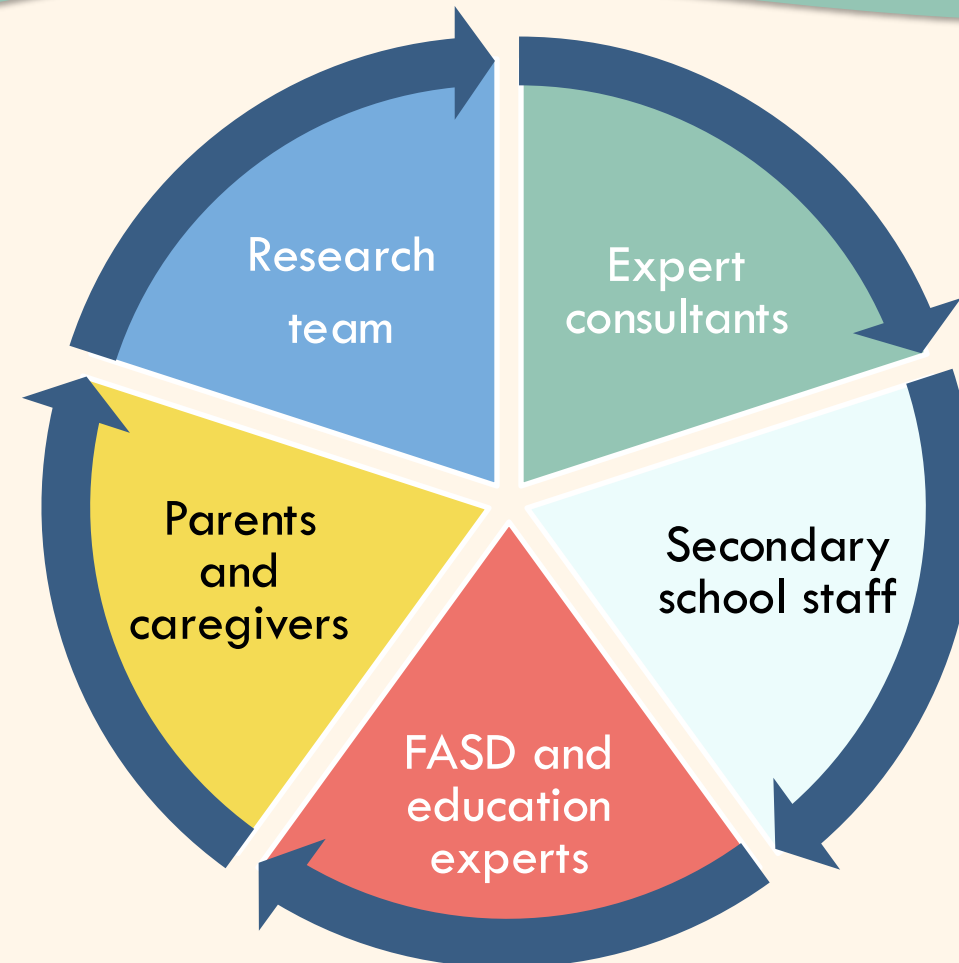 Research
team
Expert
consultants
Secondary
school staff
FASD and
education
experts
Parents
and
caregivers